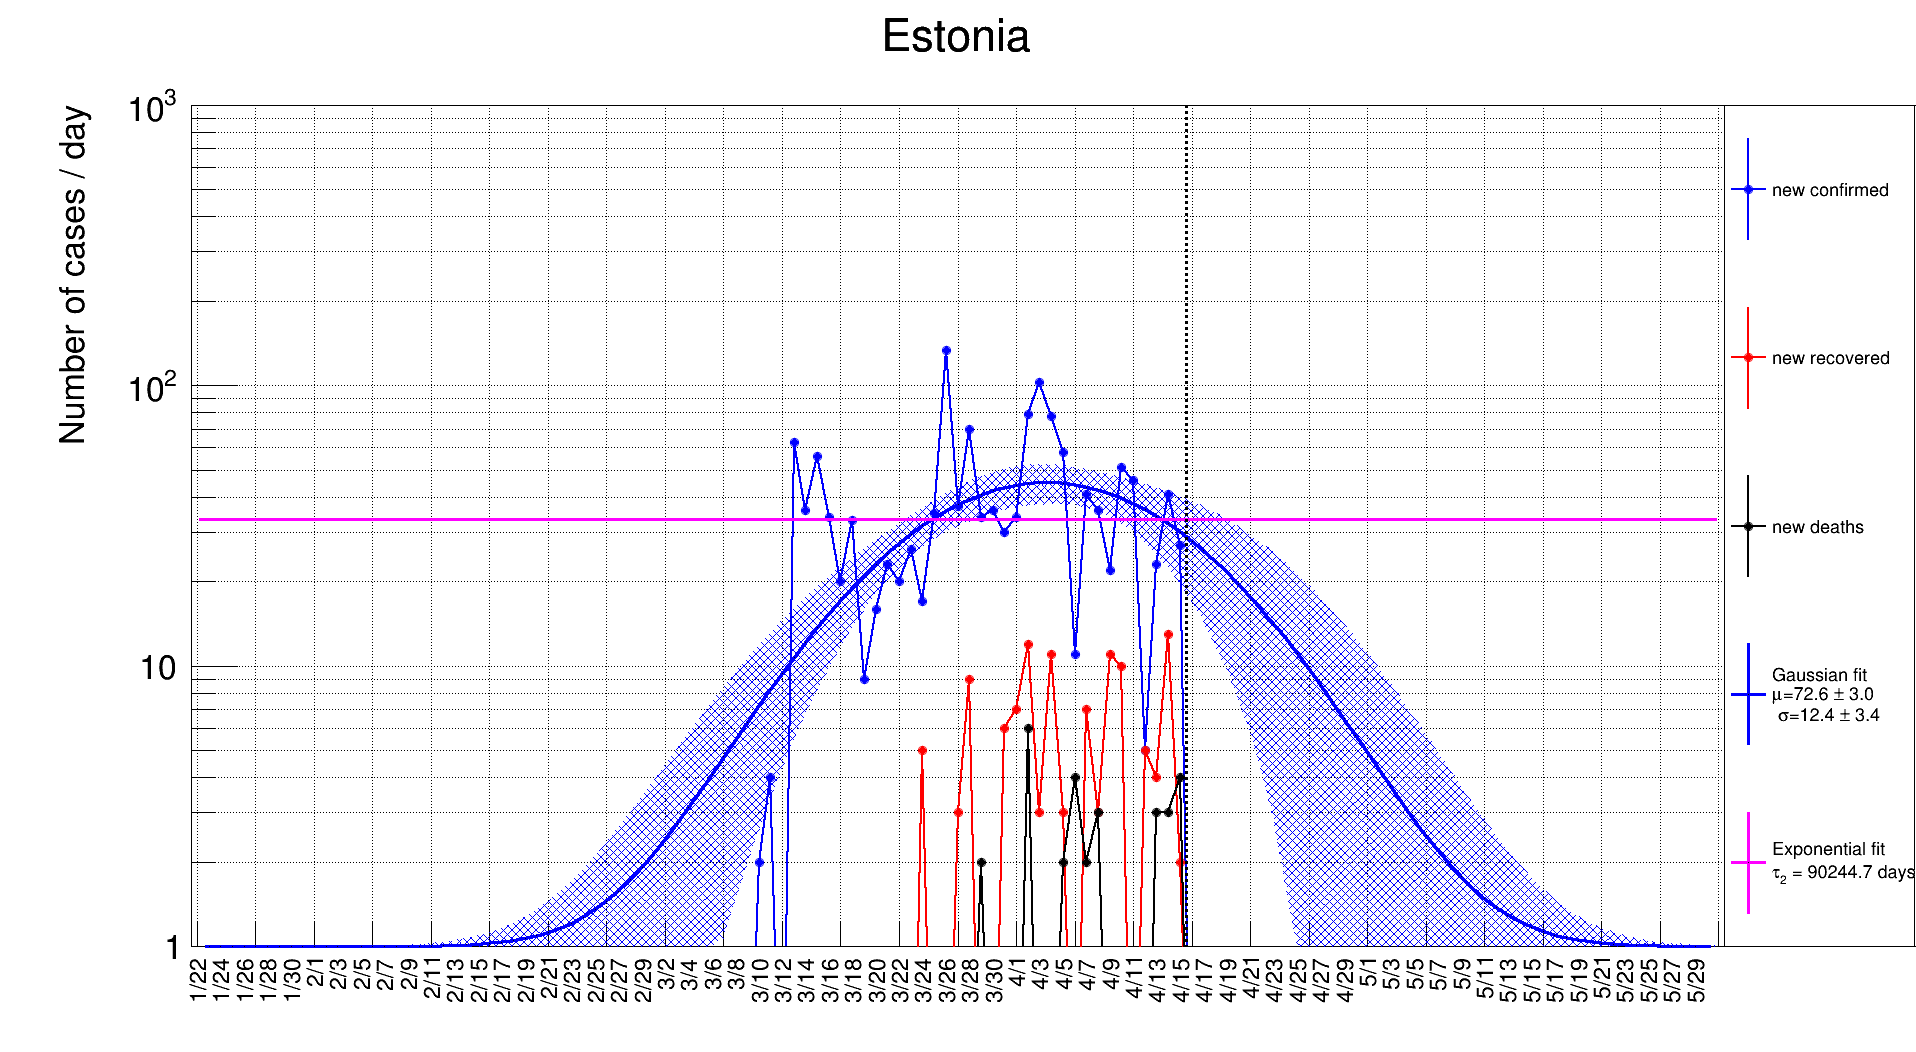 Estonia
Number of cases / day
10³
10²
10
1
1/22 1/24 1/26 1/28 1/30 2/1 2/3 2/5 2/7 2/9 2/11 2/13 2/15 2/17 2/19 2/21 2/23 2/25 2/27 2/29 3/2 3/4 3/6 3/8 3/10 3/12 3/14 3/16 3/18 3/20 3/22 3/24 3/26 3/28 3/30 4/1 4/3 4/5 4/7 4/9 4/11 4/13 4/15 4/17 4/19 4/21 4/23 4/25 4/27 4/29 5/1 5/3 5/5 5/7 5/9 5/11 5/13 5/15 5/17 5/19 5/21 5/23 5/25 5/27 5/29
new confirmed
new recovered
new deaths
Gaussian fit
μ=72.6 ± 3.0
σ=12.4 ± 3.4
Exponential fit
τ₂ = 90244.7 days